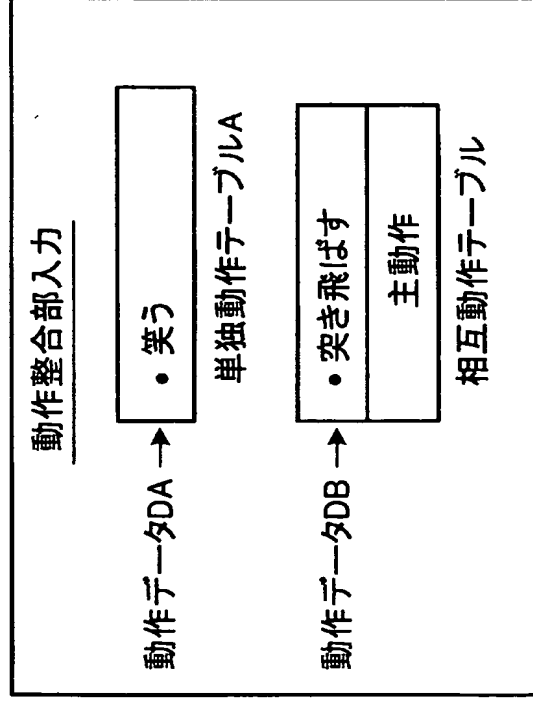 動作整合部入力
動作データDA → • 笑う
単独動作テーブルA
動作データDB → • 突き飛ばす
主動作
相互動作テーブル